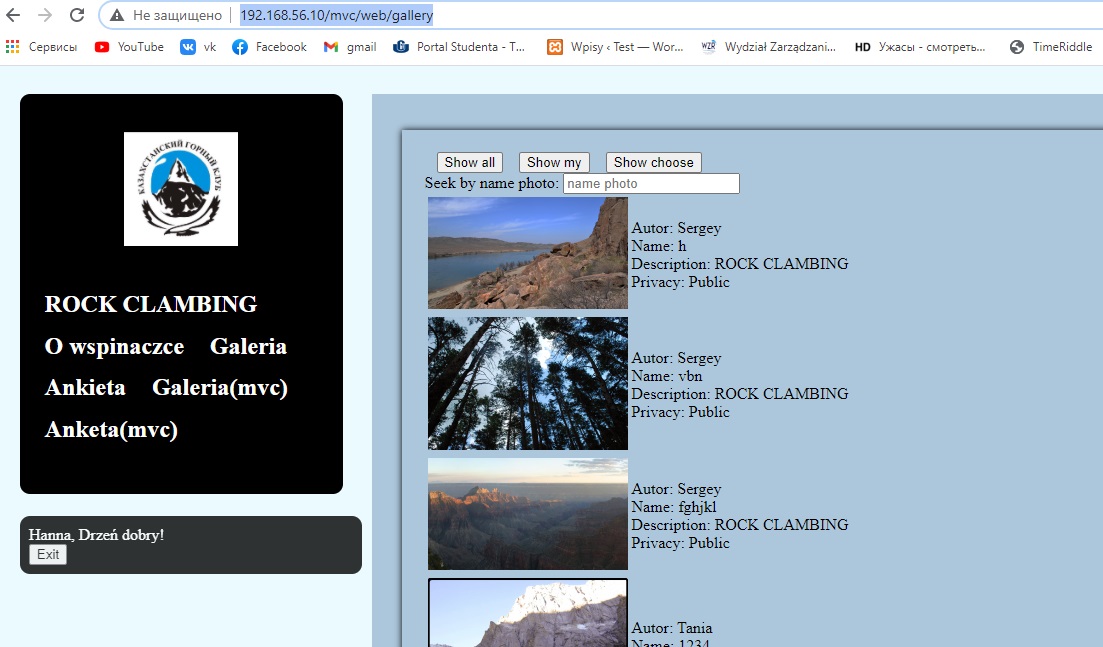 Не защищено 192.168.56.10/mvc/web/gallery
Сервисы YouTube vk Facebook gmail Portal Studenta - T... Wpisy ‹ Test — Wor... WZR Wydział Zarządzani... HD Ужасы - смотреть... TimeRiddle
КАЗАХСТАНСКИЙ ГОРНЫЙ КЛУБ
ROCK CLAMBING
O wspinaczce Galeria
Ankieta Galeria(mvc)
Anketa(mvc)
Hanna, Drzeń dobry!
Exit
Show all Show my Show choose
Seek by name photo: name photo
Autor: Sergey
Name: h
Description: ROCK CLAMBING
Privacy: Public
Autor: Sergey
Name: vbn
Description: ROCK CLAMBING
Privacy: Public
Autor: Sergey
Name: fghjkl
Description: ROCK CLAMBING
Privacy: Public
Autor: Tania
Name: 1234